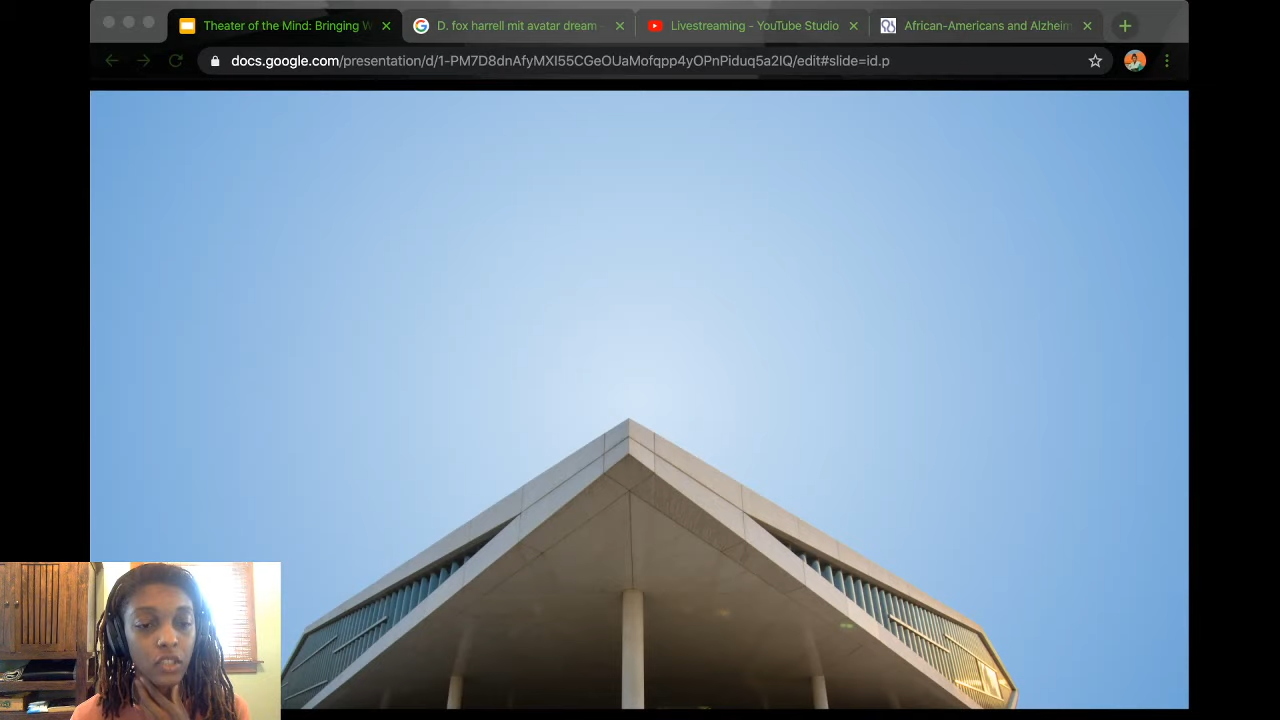 Theater of the Mind: Bringing W
D. fox harrell mit avatar dream -
Livestreaming - YouTube Studio
African-Americans and Alzheim
docs.google.com/presentation/d/1-PM7D8dnAfyMXI55CGeOUaMofqpp4yOPnPiduq5a2IQ/edit#slide=id.p